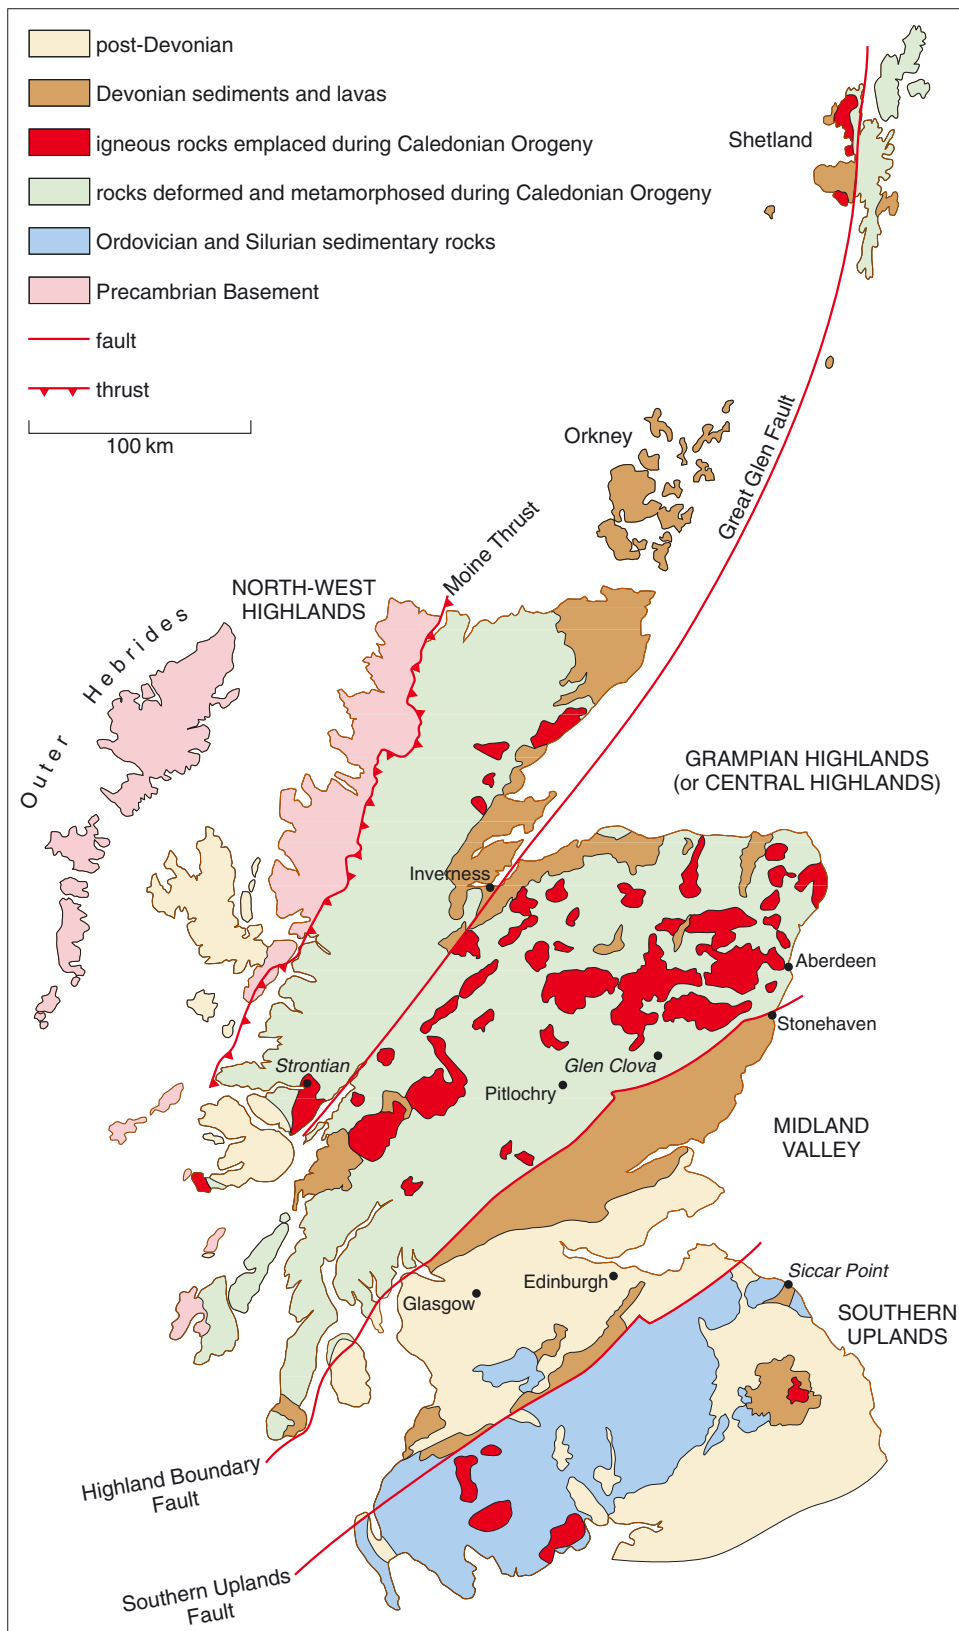 post-Devonian
Devonian sediments and lavas
igneous rocks emplaced during Caledonian Orogeny
rocks deformed and metamorphosed during Caledonian Orogeny
Ordovician and Silurian sedimentary rocks
Precambrian Basement
fault
thrust
100 km
Shetland
Orkney
Great Glen Fault
Moine Thrust
NORTH-WEST
HIGHLANDS
Outer Hebrides
GRAMPIAN HIGHLANDS
(or CENTRAL HIGHLANDS)
Inverness
Aberdeen
Stonehaven
Strontian
Glen Clova
Pitlochry
MIDLAND
VALLEY
Siccar Point
Edinburgh
Glasgow
SOUTHERN
UPLANDS
Highland Boundary
Fault
Southern Uplands
Fault